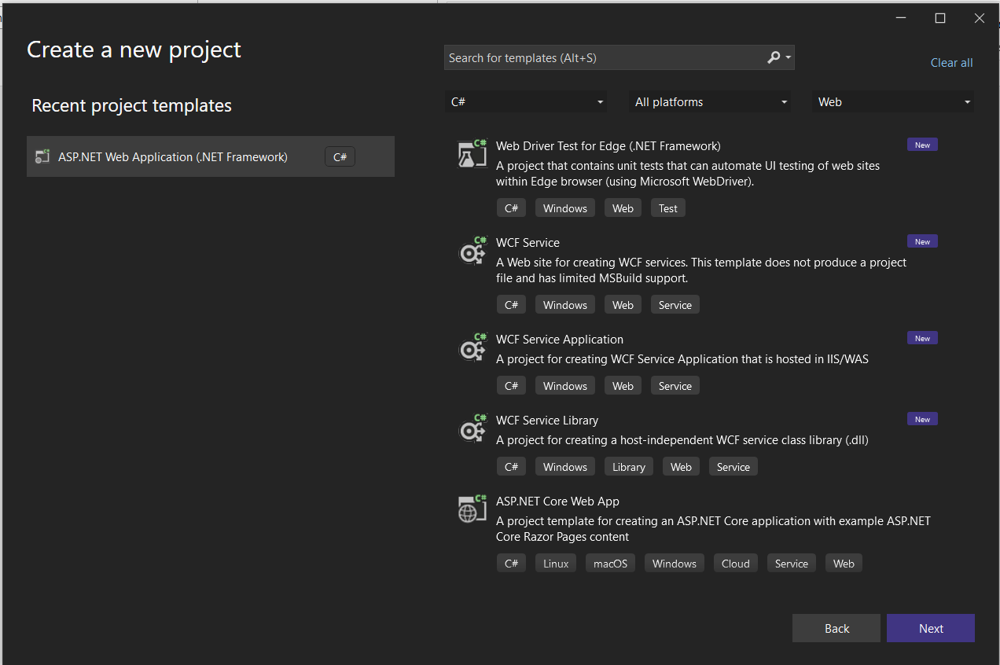 Create a new project
Search for templates (Alt+S)
Clear all
Recent project templates
C#
All platforms
Web
ASP.NET Web Application (.NET Framework)
C#
C#
Web Driver Test for Edge (.NET Framework)
New
A project that contains unit tests that can automate UI testing of web sites
within Edge browser (using Microsoft WebDriver).
C# Windows Web Test
C#
WCF Service
New
A Web site for creating WCF services. This template does not produce a project
file and has limited MSBuild support.
C# Windows Web Service
C#
WCF Service Application
New
A project for creating WCF Service Application that is hosted in IIS/WAS
C# Windows Web Service
C#
WCF Service Library
New
A project for creating a host-independent WCF service class library (.dll)
C# Windows Library Web Service
C#
ASP.NET Core Web App
A project template for creating an ASP.NET Core application with example ASP.NET
Core Razor Pages content
C# Linux macOS Windows Cloud Service Web
Back
Next